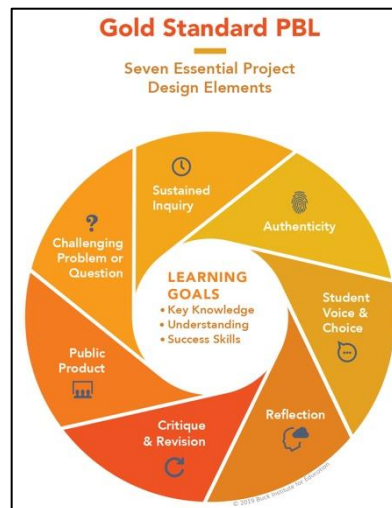 Gold Standard PBL
Seven Essential Project
Design Elements
?
Challenging
Problem or
Question
Sustained
Inquiry
Authenticity
Student
Voice &
Choice
Reflection
Critique
& Revision
Public
Product
LEARNING
GOALS
• Key Knowledge
• Understanding
• Success Skills
© 2019 Buck Institute for Education